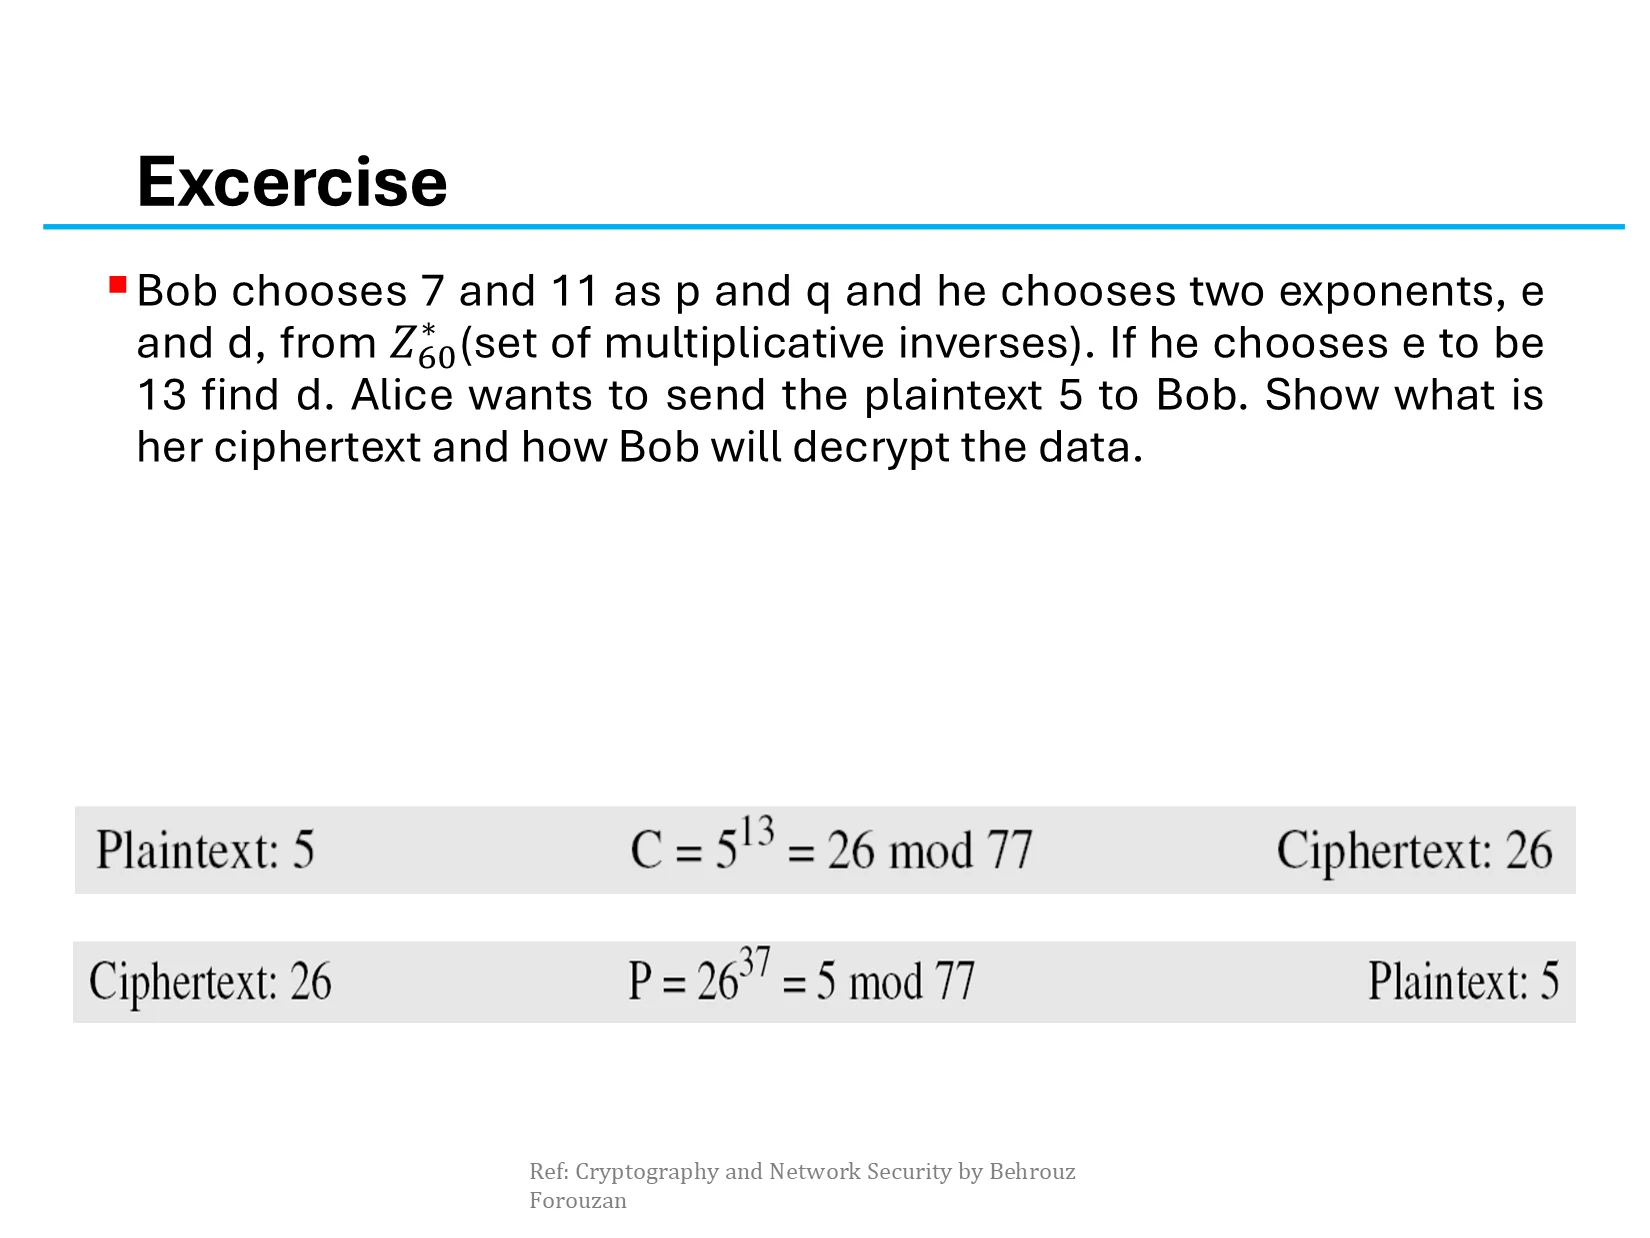 Excercise
Bob chooses 7 and 11 as p and q and he chooses two exponents, e
and d, from Z*60(set of multiplicative inverses). If he chooses e to be
13 find d. Alice wants to send the plaintext 5 to Bob. Show what is
her ciphertext and how Bob will decrypt the data.
Plaintext: 5 C = 5^13 = 26 mod 77 Ciphertext: 26
Ciphertext: 26 P = 26^37 = 5 mod 77 Plaintext: 5
Ref: Cryptography and Network Security by Behrouz
Forouzan